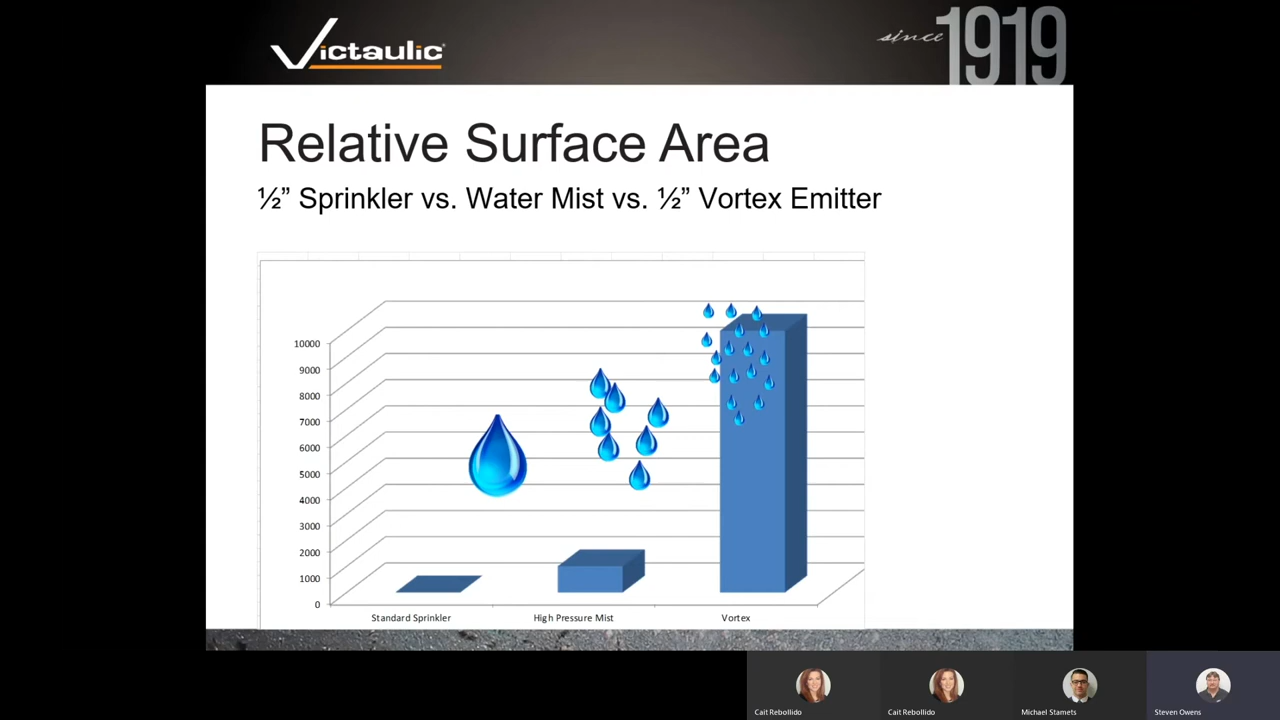 Victaulic®
since 1919
Relative Surface Area
½” Sprinkler vs. Water Mist vs. ½” Vortex Emitter
10000
9000
8000
7000
6000
5000
4000
3000
2000
1000
0
Standard Sprinkler
High Pressure Mist
Vortex
Cait Rebollido
Cait Rebollido
Michael Stamets
Steven Owens